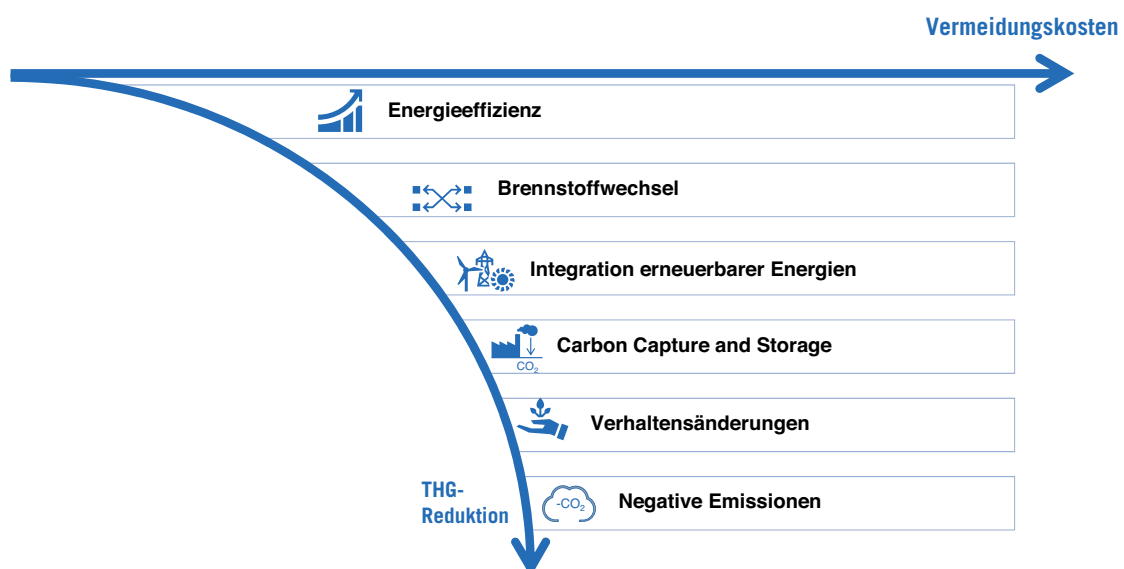 Vermeidungskosten
Energieeffizienz
Brennstoffwechsel
Integration erneuerbarer Energien
Carbon Capture and Storage
CO₂
Verhaltensänderungen
THG-
Reduktion
-CO₂
Negative Emissionen